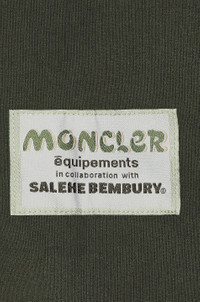 MONCLER
équipements
in collaboration with
SALEHE BEMBURY®